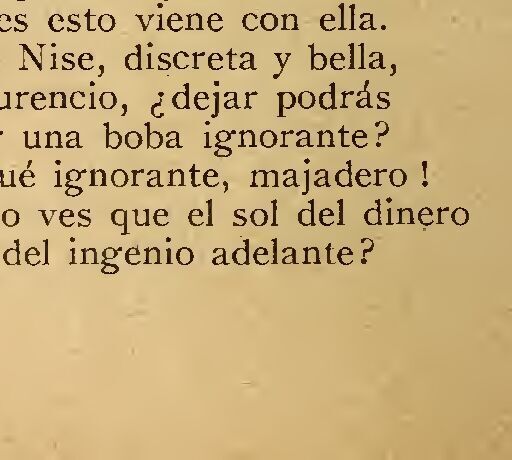 es esto viene con ella.
Nise, discreta y bella,
urencio, ¿dejar podrás
una boba ignorante?
ué ignorante, majadero!
o ves que el sol del dinero
del ingenio adelante?